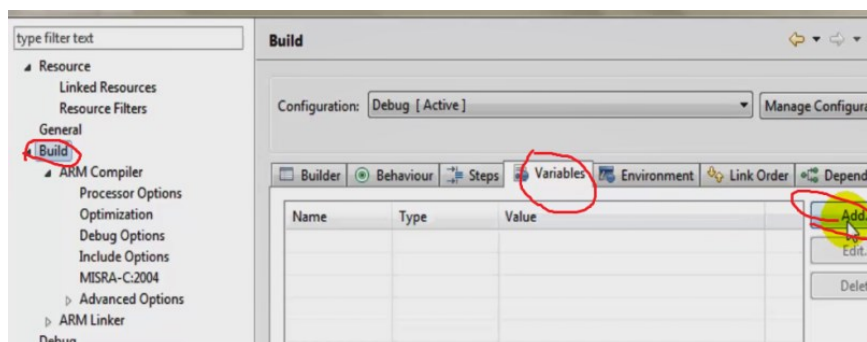 type filter text
Build
Resource
Linked Resources
Resource Filters
General
Build
ARM Compiler
Processor Options
Optimization
Debug Options
Include Options
MISRA-C:2004
Advanced Options
ARM Linker
Debug
Configuration: Debug [ Active ] Manage Configura
Builder Behaviour Steps Variables Environment Link Order Depend
Name Type Value
Add.
Edit.
Delet